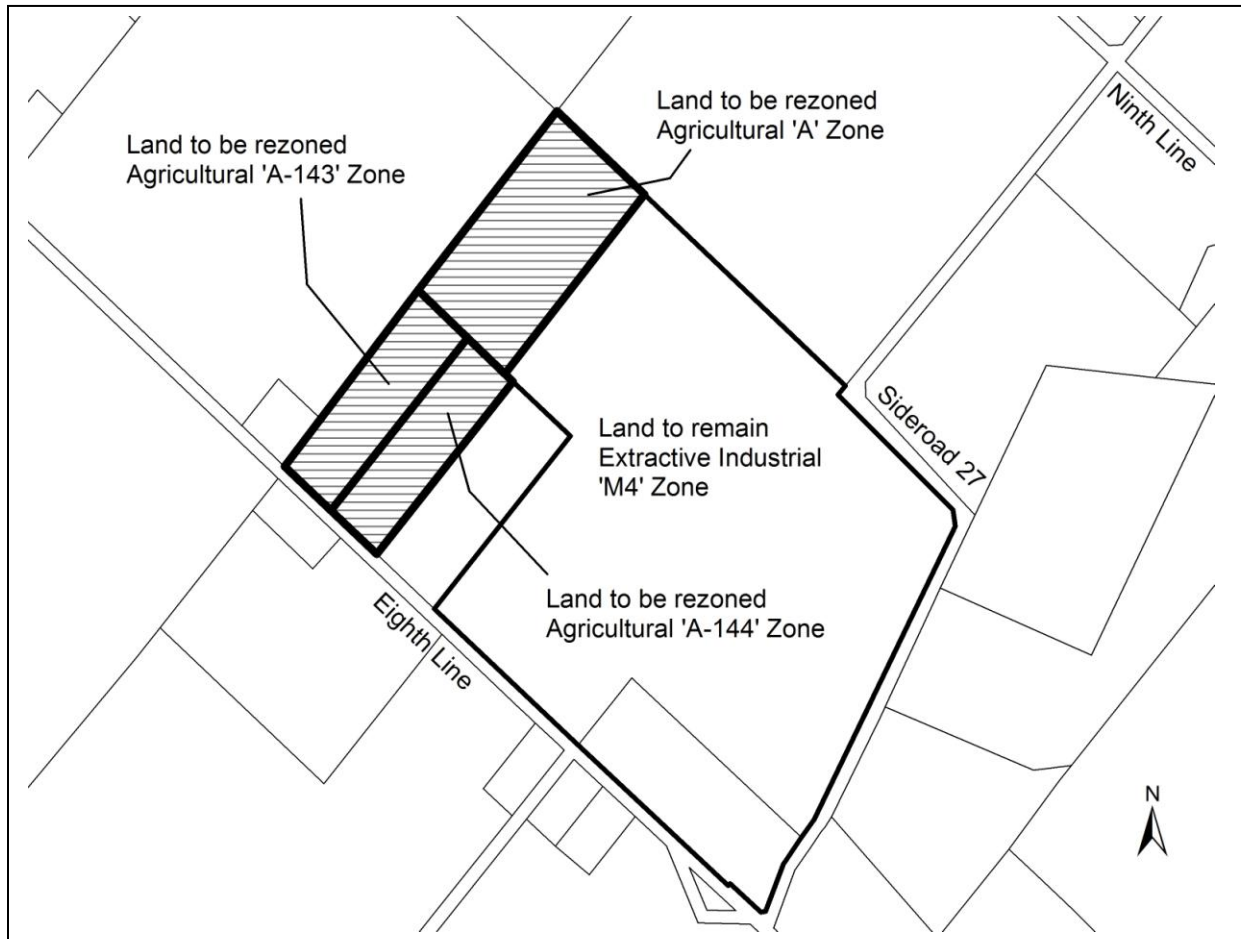 Land to be rezoned
Agricultural 'A' Zone
Ninth Line
Land to be rezoned
Agricultural 'A-143' Zone
Sideroad 27
Land to remain
Extractive Industrial
'M4' Zone
Land to be rezoned
Agricultural 'A-144' Zone
Eighth Line
N